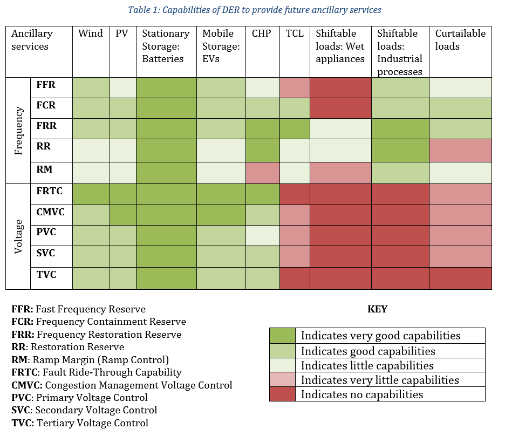 Table 1: Capabilities of DER to provide future ancillary services
Ancillary services
Wind
PV
Stationary Storage: Batteries
Mobile Storage: EVs
CHP
TCL
Shiftable loads: Wet appliances
Shiftable loads: Industrial processes
Curtailable loads
Frequency
FFR
FCR
FRR
RR
RM
Voltage
FRTC
CMVC
PVC
SVC
TVC
FFR: Fast Frequency Reserve
FCR: Frequency Containment Reserve
FRR: Frequency Restoration Reserve
RR: Restoration Reserve
RM: Ramp Margin (Ramp Control)
FRTC: Fault Ride-Through Capability
CMVC: Congestion Management Voltage Control
PVC: Primary Voltage Control
SVC: Secondary Voltage Control
TVC: Tertiary Voltage Control
KEY
Indicates very good capabilities
Indicates good capabilities
Indicates little capabilities
Indicates very little capabilities
Indicates no capabilities